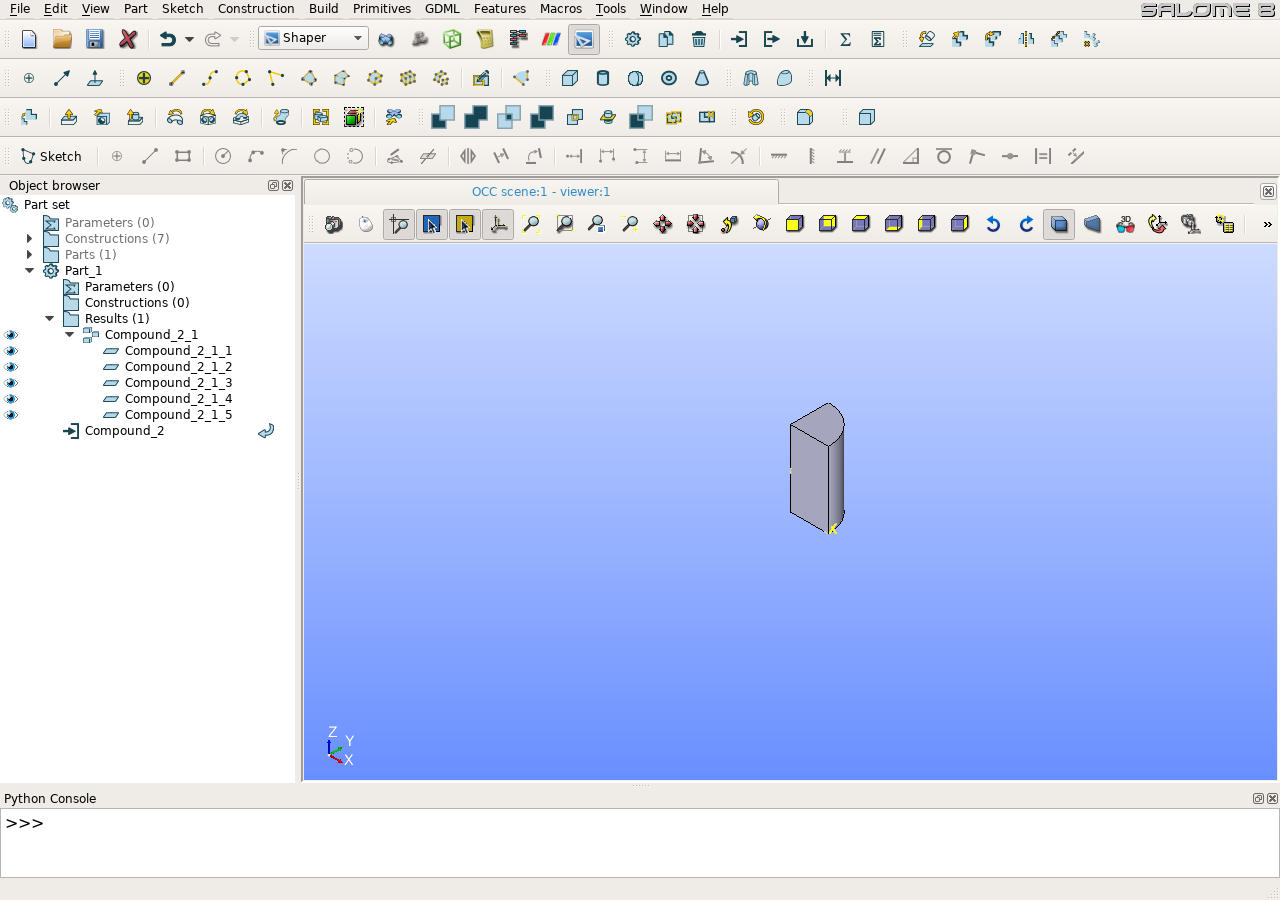 File Edit View Part Sketch Construction Build Primitives GDML Features Macros Tools Window Help SALOME 8
Shaper
Sketch
Object browser
OCC scene:1 - viewer:1
Part set
Parameters (0)
Constructions (7)
Parts (1)
Part_1
Parameters (0)
Constructions (0)
Results (1)
Compound_2_1
Compound_2_1_1
Compound_2_1_2
Compound_2_1_3
Compound_2_1_4
Compound_2_1_5
Compound_2
3D
»
Z
Y
X
Python Console
>>>